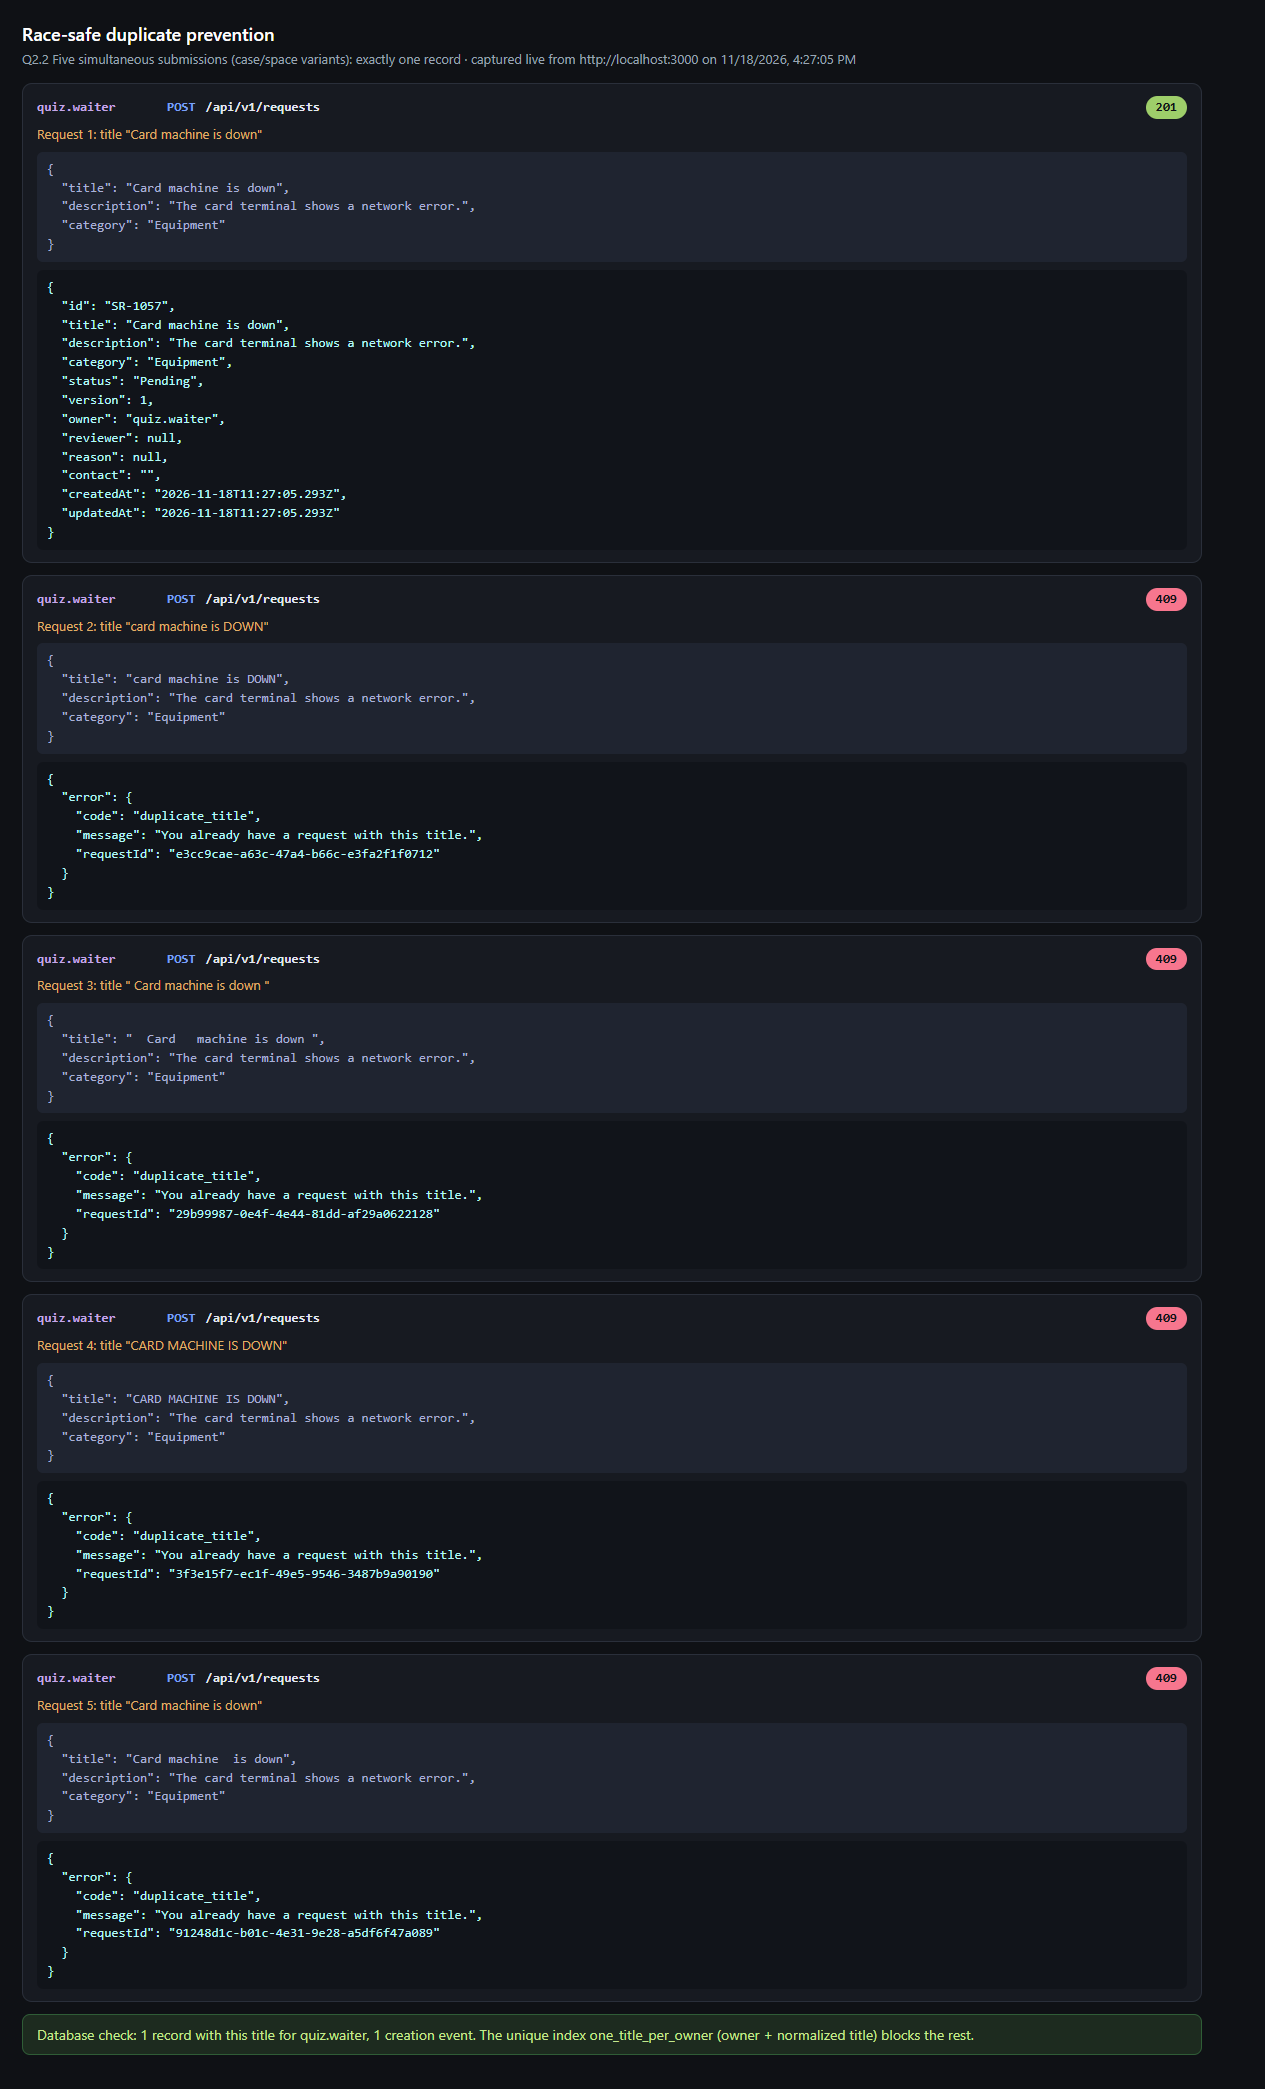 Race-safe duplicate prevention
Q2.2 Five simultaneous submissions (case/space variants): exactly one record · captured live from http://localhost:3000 on 11/18/2026, 4:27:05 PM
quiz.waiter POST /api/v1/requests 201
Request 1: title "Card machine is down"
{
  "title": "Card machine is down",
  "description": "The card terminal shows a network error.",
  "category": "Equipment"
}
{
  "id": "SR-1057",
  "title": "Card machine is down",
  "description": "The card terminal shows a network error.",
  "category": "Equipment",
  "status": "Pending",
  "version": 1,
  "owner": "quiz.waiter",
  "reviewer": null,
  "reason": null,
  "contact": "",
  "createdAt": "2026-11-18T11:27:05.293Z",
  "updatedAt": "2026-11-18T11:27:05.293Z"
}
quiz.waiter POST /api/v1/requests 409
Request 2: title "card machine is DOWN"
{
  "title": "card machine is DOWN",
  "description": "The card terminal shows a network error.",
  "category": "Equipment"
}
{
  "error": {
    "code": "duplicate_title",
    "message": "You already have a request with this title.",
    "requestId": "e3cc9cae-a63c-47a4-b66c-e3fa2f1f0712"
  }
}
quiz.waiter POST /api/v1/requests 409
Request 3: title " Card machine is down "
{
  "title": "  Card   machine is down ",
  "description": "The card terminal shows a network error.",
  "category": "Equipment"
}
{
  "error": {
    "code": "duplicate_title",
    "message": "You already have a request with this title.",
    "requestId": "29b99987-0e4f-4e44-81dd-af29a0622128"
  }
}
quiz.waiter POST /api/v1/requests 409
Request 4: title "CARD MACHINE IS DOWN"
{
  "title": "CARD MACHINE IS DOWN",
  "description": "The card terminal shows a network error.",
  "category": "Equipment"
}
{
  "error": {
    "code": "duplicate_title",
    "message": "You already have a request with this title.",
    "requestId": "3f3e15f7-ec1f-49e5-9546-3487b9a90190"
  }
}
quiz.waiter POST /api/v1/requests 409
Request 5: title "Card machine is down"
{
  "title": "Card machine  is down",
  "description": "The card terminal shows a network error.",
  "category": "Equipment"
}
{
  "error": {
    "code": "duplicate_title",
    "message": "You already have a request with this title.",
    "requestId": "91248d1c-b01c-4e31-9e28-a5df6f47a089"
  }
}
Database check: 1 record with this title for quiz.waiter, 1 creation event. The unique index one_title_per_owner (owner + normalized title) blocks the rest.